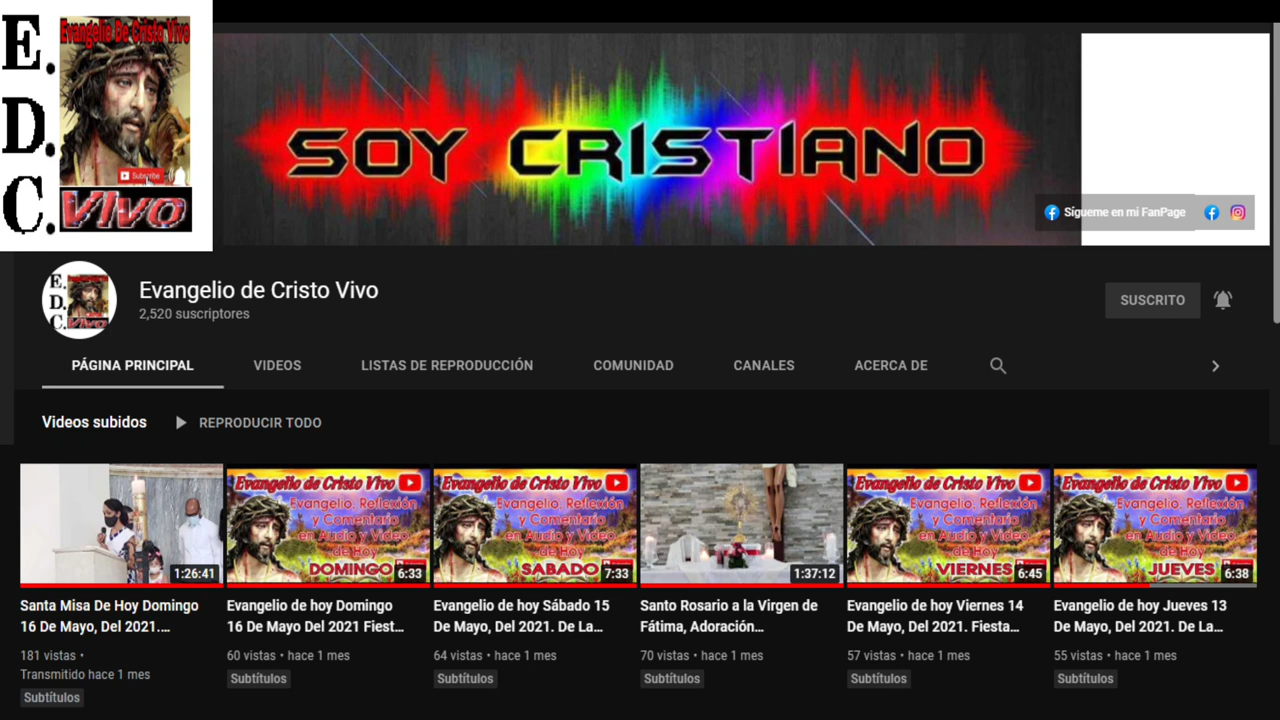 E.
D.
C.
Evangelio De Cristo Vivo
Subscribe
Vivo
SOY CRISTIANO
Sígueme en mi FanPage
E.
D.
C.
Vivo
Evangelio de Cristo Vivo
2,520 suscriptores
SUSCRITO
PÁGINA PRINCIPAL
VIDEOS
LISTAS DE REPRODUCCIÓN
COMUNIDAD
CANALES
ACERCA DE
Videos subidos
REPRODUCIR TODO
1:26:41
Santa Misa De Hoy Domingo
16 De Mayo, Del 2021....
181 vistas •
Transmitido hace 1 mes
Subtítulos
Evangelio de Cristo Vivo
Evangelio, Reflexión
y Comentario
en Audio y Video
de Hoy
DOMINGO
6:33
Evangelio de hoy Domingo
16 De Mayo Del 2021 Fiest...
60 vistas • hace 1 mes
Subtítulos
Evangelio de Cristo Vivo
Evangelio, Reflexión
y Comentario
en Audio y Video
de Hoy
SABADO
7:33
Evangelio de hoy Sábado 15
De Mayo, Del 2021. De La...
64 vistas • hace 1 mes
Subtítulos
1:37:12
Santo Rosario a la Virgen de
Fátima, Adoración...
70 vistas • hace 1 mes
Subtítulos
Evangelio de Cristo Vivo
Evangelio, Reflexión
y Comentario
en Audio y Video
de Hoy
VIERNES
6:45
Evangelio de hoy Viernes 14
De Mayo, Del 2021. Fiesta...
57 vistas • hace 1 mes
Subtítulos
Evangelio de Cristo Vivo
Evangelio, Reflexión
y Comentario
en Audio y Video
de Hoy
JUEVES
6:38
Evangelio de hoy Jueves 13
De Mayo, Del 2021. De La...
55 vistas • hace 1 mes
Subtítulos